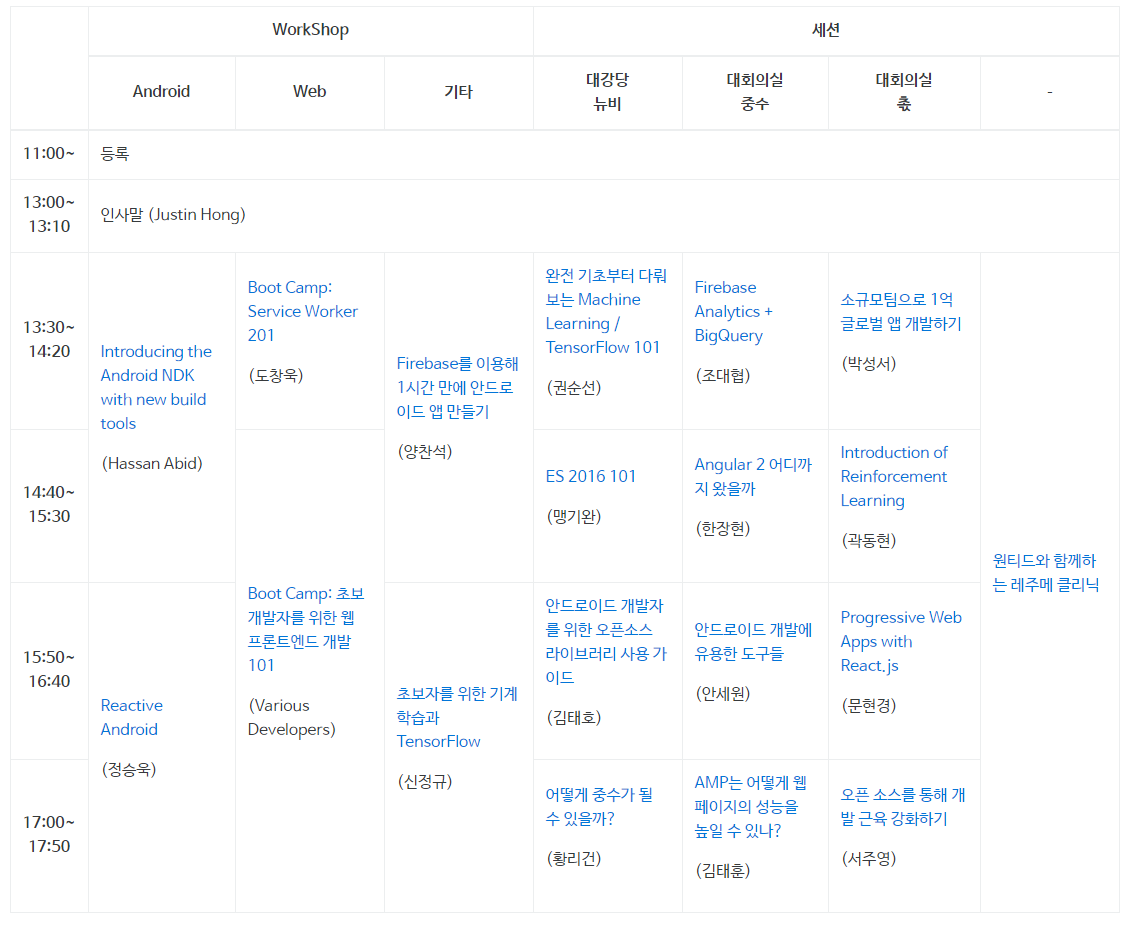 WorkShop
세션
Android
Web
기타
대강당
뉴비
대회의실
중수
대회의실
-
11:00~
등록
13:00~
13:10
인사말 (Justin Hong)
13:30~
14:20
Introducing the
Android NDK
with new build
tools
(Hassan Abid)
Boot Camp:
Service Worker
201
(도창욱)
Firebase를 이용해
1시간 만에 안드로
이드 앱 만들기
(양찬석)
완전 기초부터 다뤄
보는 Machine
Learning /
TensorFlow 101
(권순선)
Firebase
Analytics +
BigQuery
(조대협)
소규모팀으로 1억
글로벌 앱 개발하기
(박성서)
원티드와 함께하
는 레주메 클리닉
14:40~
15:30
Boot Camp: 초보
개발자를 위한 웹
프론트엔드 개발
101
(Various
Developers)
ES 2016 101
(맹기완)
Angular 2 어디까
지 왔을까
(한장현)
Introduction of
Reinforcement
Learning
(곽동현)
15:50~
16:40
Reactive
Android
(정승욱)
초보자를 위한 기계
학습과
TensorFlow
(신정규)
안드로이드 개발자
를 위한 오픈소스
라이브러리 사용 가
이드
(김태호)
안드로이드 개발에
유용한 도구들
(안세원)
Progressive Web
Apps with
React.js
(문현경)
17:00~
17:50
어떻게 중수가 될
수 있을까?
(황리건)
AMP는 어떻게 웹
페이지의 성능을
높일 수 있나?
(김태훈)
오픈 소스를 통해 개
발 근육 강화하기
(서주영)